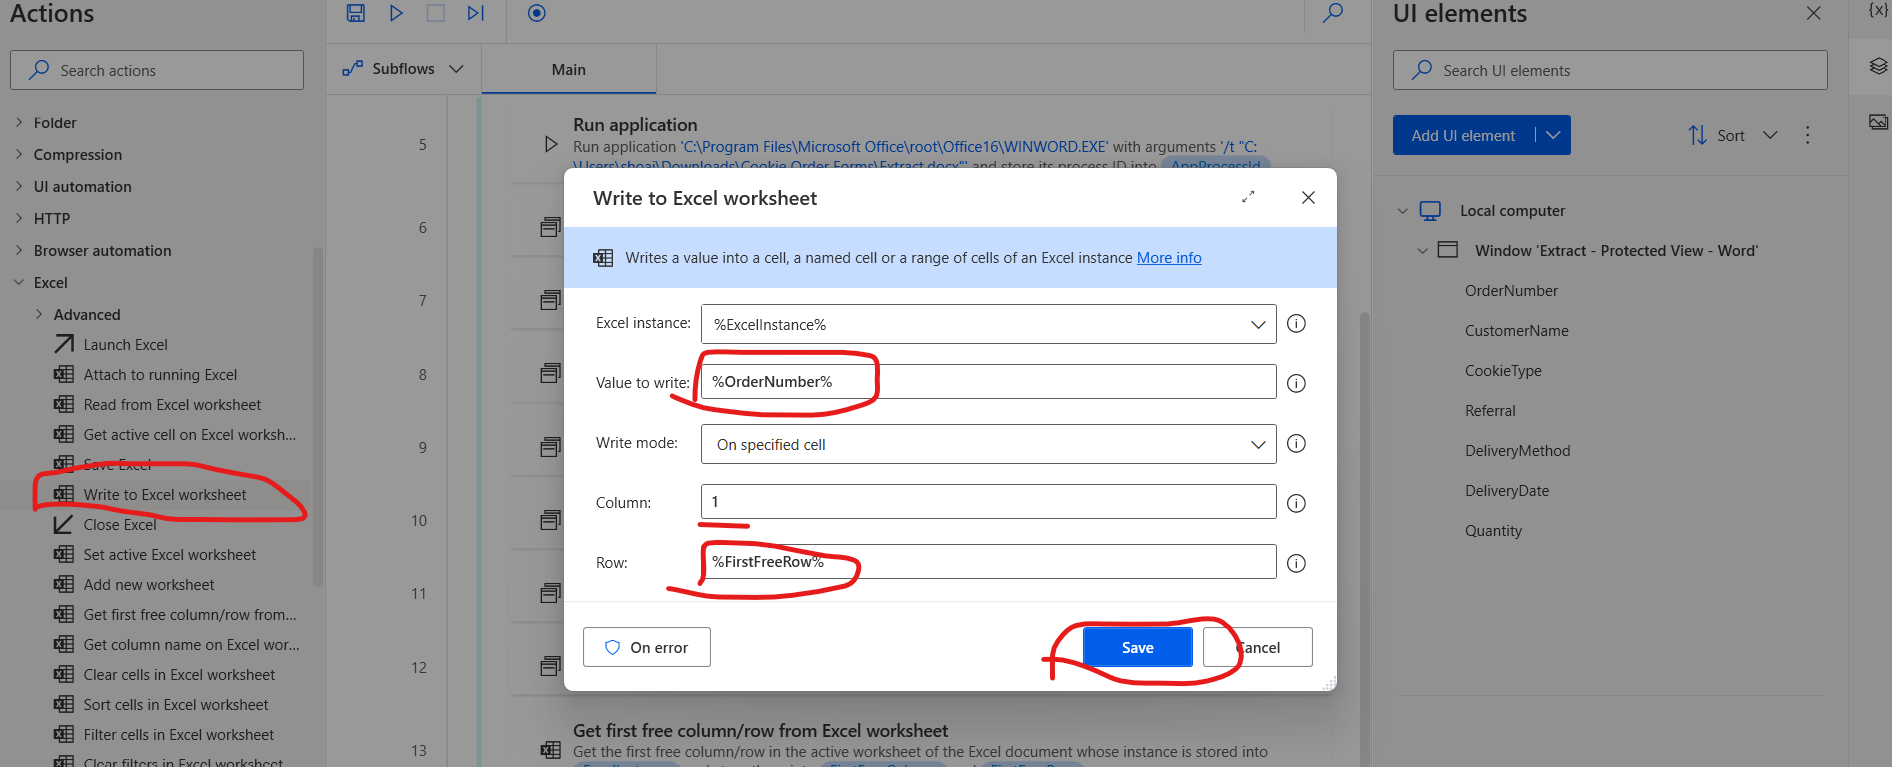 Actions
Search actions
Folder
Compression
UI automation
HTTP
Browser automation
Excel
Advanced
Launch Excel
Attach to running Excel
Read from Excel worksheet
Get active cell on Excel worksh...
Save Excel
Write to Excel worksheet
Close Excel
Set active Excel worksheet
Add new worksheet
Get first free column/row from...
Get column name on Excel wor...
Clear cells in Excel worksheet
Sort cells in Excel worksheet
Filter cells in Excel worksheet
Clear filters in Excel worksheet
Subflows
Main
5
Run application
Run application 'C:\Program Files\Microsoft Office\root\Office16\WINWORD.EXE' with arguments '/t "C:
\Users\shoai\Downloads\Cookie Order Forms\Extract.docx"' and store its process ID into AppProcessId
6
7
8
9
10
11
12
Write to Excel worksheet
Writes a value into a cell, a named cell or a range of cells of an Excel instance More info
Excel instance: %ExcelInstance%
Value to write: %OrderNumber%
Write mode: On specified cell
Column: 1
Row: %FirstFreeRow%
On error
Save
Cancel
13
Get first free column/row from Excel worksheet
Get the first free column/row in the active worksheet of the Excel document whose instance is stored into
UI elements
{x}
Search UI elements
Add UI element
Sort
Local computer
Window 'Extract - Protected View - Word'
OrderNumber
CustomerName
CookieType
Referral
DeliveryMethod
DeliveryDate
Quantity